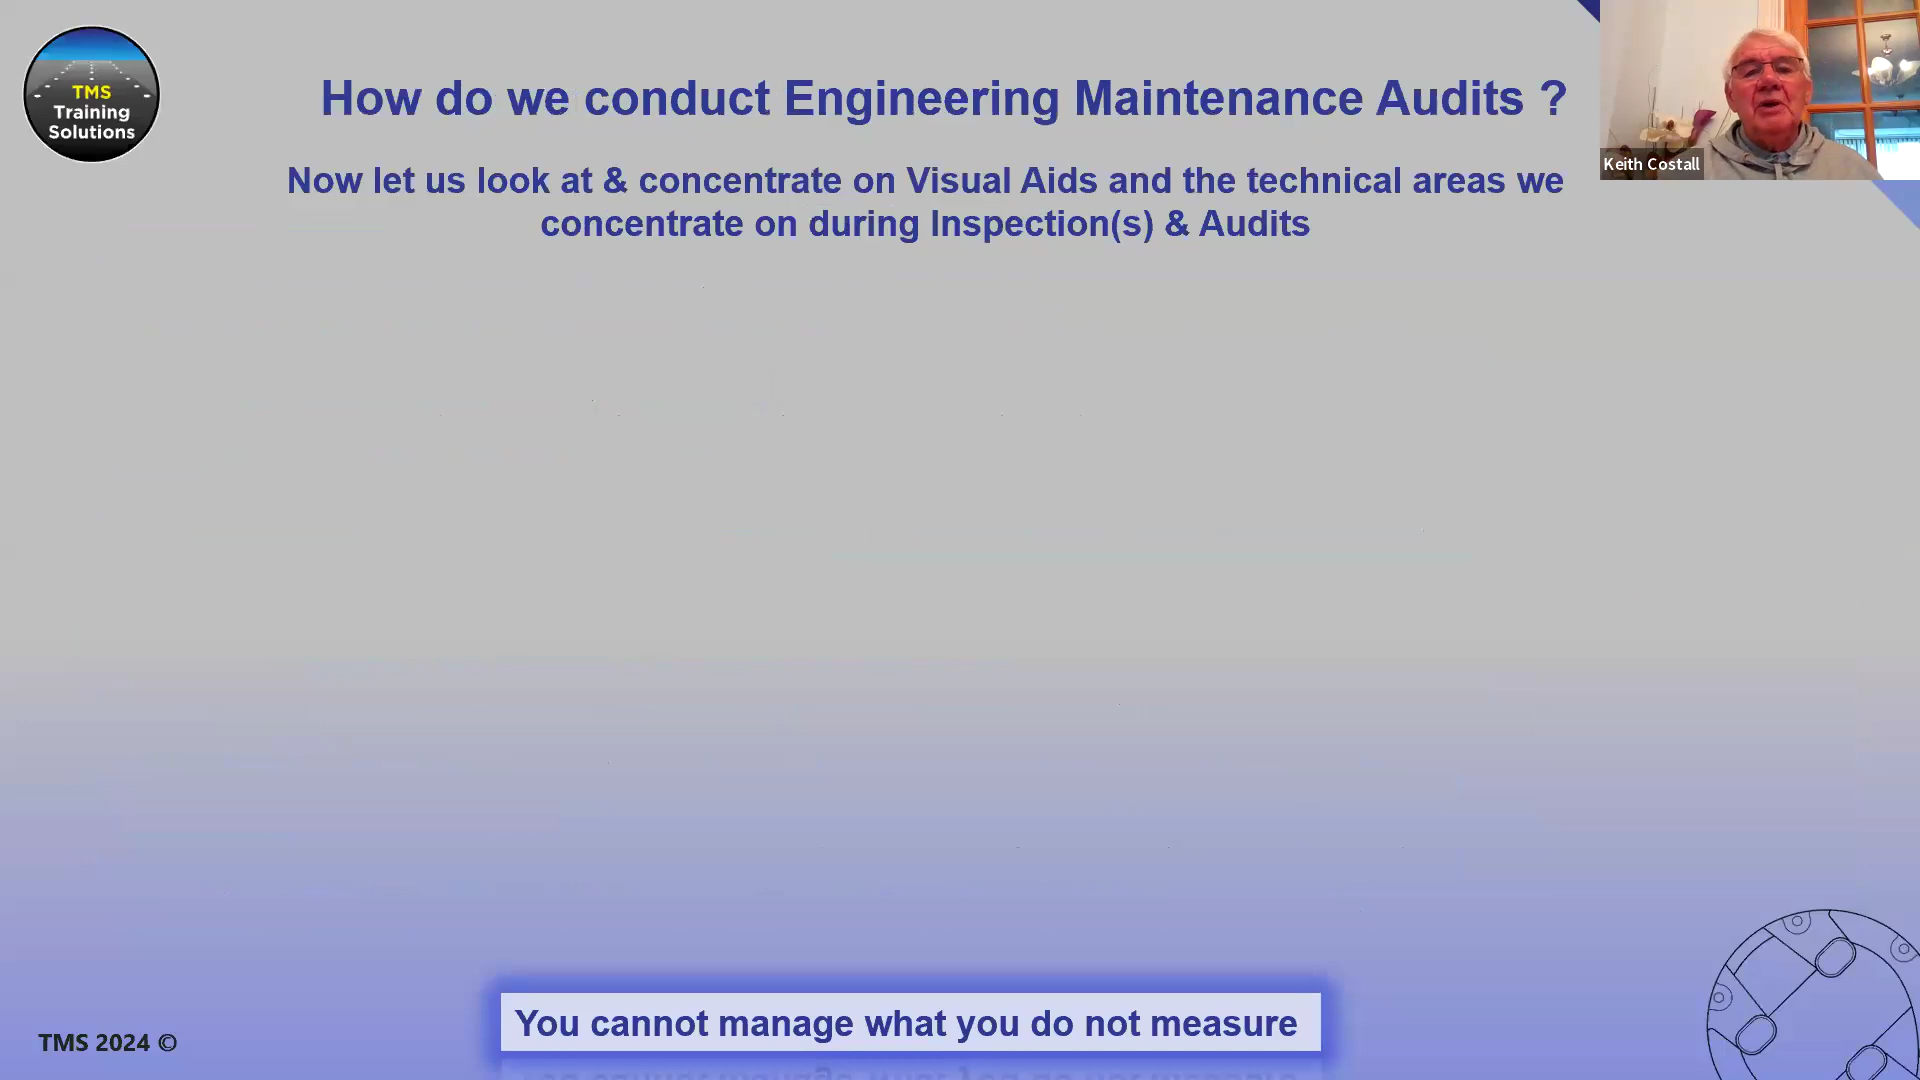 TMS
Training
Solutions
How do we conduct Engineering Maintenance Audits ?
Keith Costall
Now let us look at & concentrate on Visual Aids and the technical areas we
concentrate on during Inspection(s) & Audits
You cannot manage what you do not measure
TMS 2024 ©